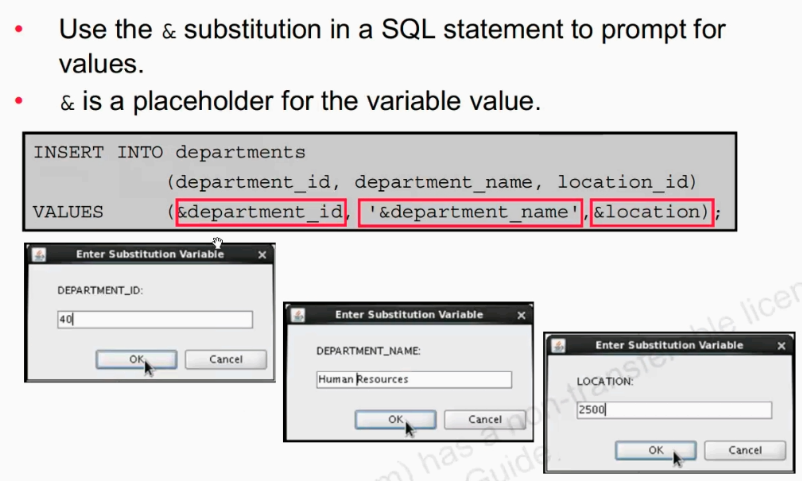 • Use the & substitution in a SQL statement to prompt for
values.
• & is a placeholder for the variable value.
INSERT INTO departments
(department_id, department_name, location_id)
VALUES (&department_id, '&department_name',&location);
Enter Substitution Variable x
DEPARTMENT_ID:
40
OK Cancel
Enter Substitution Variable x
DEPARTMENT_NAME:
Human Resources
OK Cancel
Enter Substitution Variable x
LOCATION:
2500
OK Cancel
has a non-transferable
Guide.